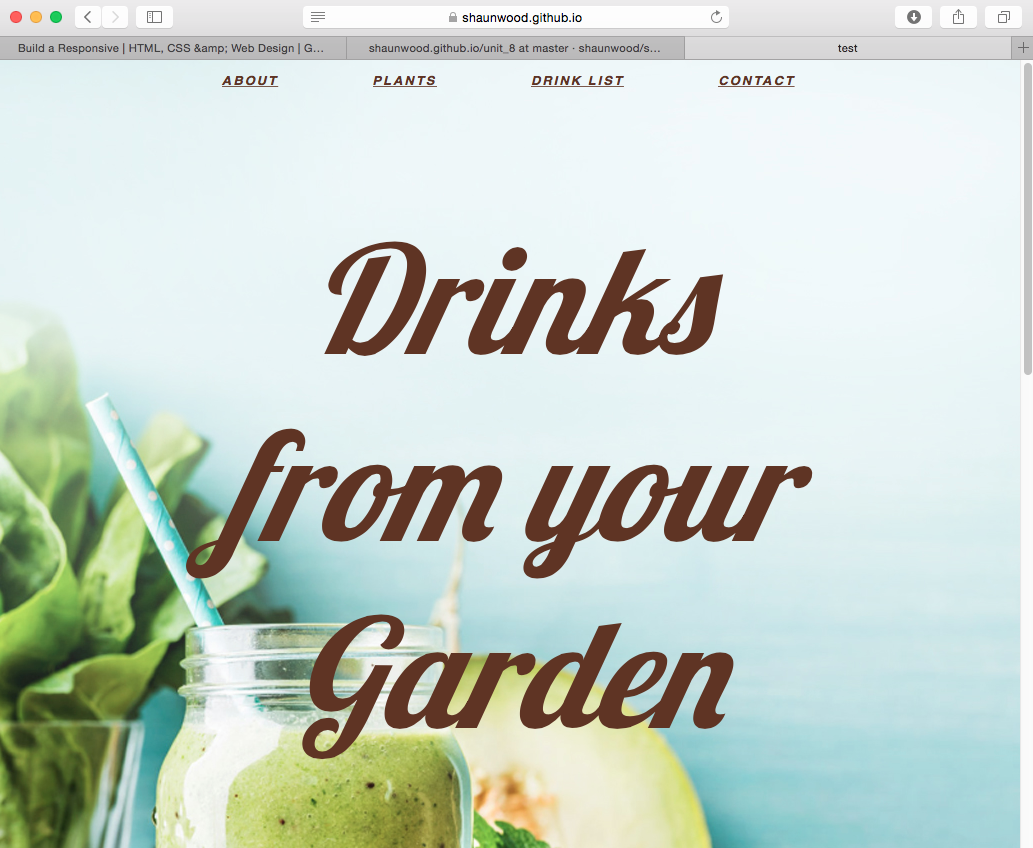 shaunwood.github.io
Build a Responsive | HTML, CSS &amp; Web Design | G…
shaunwood.github.io/unit_8 at master · shaunwood/s…
test
ABOUT PLANTS DRINK LIST CONTACT
Drinks
from your
Garden